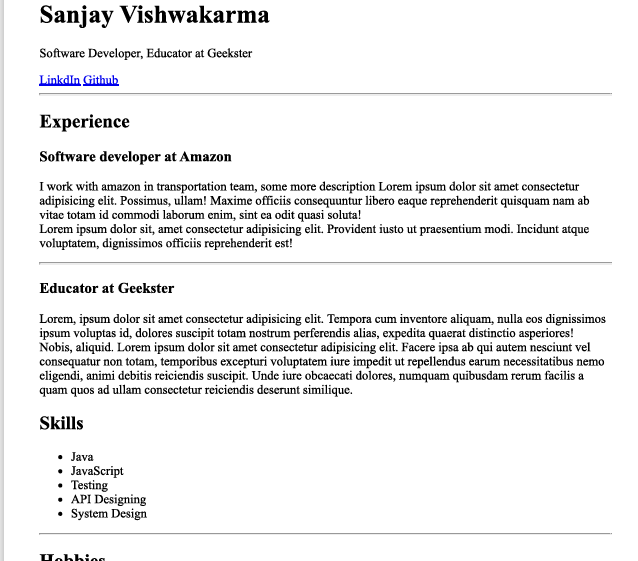 Sanjay Vishwakarma
Software Developer, Educator at Geekster
LinkdIn Github
Experience
Software developer at Amazon
I work with amazon in transportation team, some more description Lorem ipsum dolor sit amet consectetur
adipisicing elit. Possimus, ullam! Maxime officiis consequuntur libero eaque reprehenderit quisquam nam ab
vitae totam id commodi laborum enim, sint ea odit quasi soluta!
Lorem ipsum dolor sit, amet consectetur adipisicing elit. Provident iusto ut praesentium modi. Incidunt atque
voluptatem, dignissimos officiis reprehenderit est!
Educator at Geekster
Lorem, ipsum dolor sit amet consectetur adipisicing elit. Tempora cum inventore aliquam, nulla eos dignissimos
ipsum voluptas id, dolores suscipit totam nostrum perferendis alias, expedita quaerat distinctio asperiores!
Nobis, aliquid. Lorem ipsum dolor sit amet consectetur adipisicing elit. Facere ipsa ab qui autem nesciunt vel
consequatur non totam, temporibus excepturi voluptatem iure impedit ut repellendus earum necessitatibus nemo
eligendi, animi debitis reiciendis suscipit. Unde iure obcaecati dolores, numquam quibusdam rerum facilis a
quam quos ad ullam consectetur reiciendis deserunt similique.
Skills
Java
JavaScript
Testing
API Designing
System Design
Hobbies